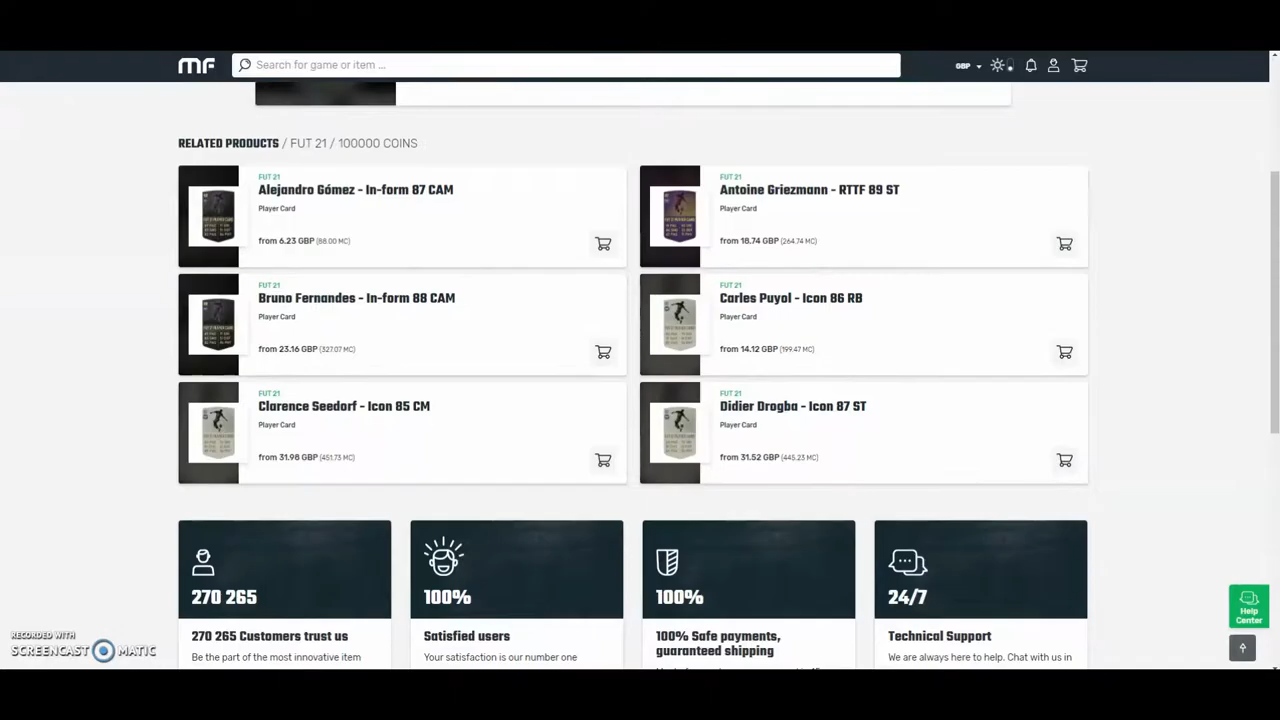 MF
Search for game or item ...
GBP
RELATED PRODUCTS / FUT 21 / 100000 COINS
FUT 21
Alejandro Gómez - In-form 87 CAM
Player Card
from 6.23 GBP (88.00 MC)
FUT 21
Antoine Griezmann - RTTF 89 ST
Player Card
from 18.74 GBP (264.74 MC)
FUT 21
Bruno Fernandes - In-form 88 CAM
Player Card
from 23.16 GBP (327.07 MC)
FUT 21
Carles Puyol - Icon 86 RB
Player Card
from 14.12 GBP (199.47 MC)
FUT 21
Clarence Seedorf - Icon 85 CM
Player Card
from 31.98 GBP (451.73 MC)
FUT 21
Didier Drogba - Icon 87 ST
Player Card
from 31.52 GBP (445.23 MC)
270 265
270 265 Customers trust us
Be the part of the most innovative item
100%
Satisfied users
Your satisfaction is our number one
100%
100% Safe payments,
guaranteed shipping
24/7
Technical Support
We are always here to help. Chat with us in
Help
Center
RECORDED WITH
SCREENCAST MATIC